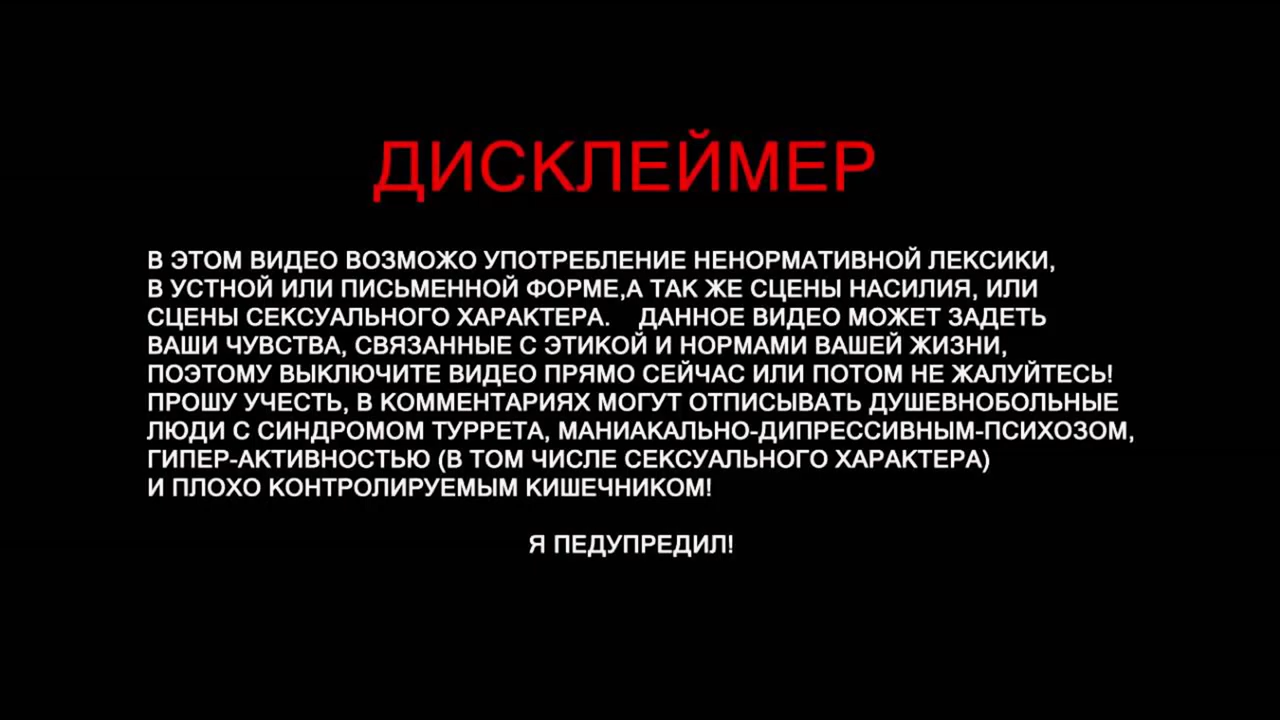 ДИСКЛЕЙМЕР
В ЭТОМ ВИДЕО ВОЗМОЖО УПОТРЕБЛЕНИЕ НЕНОРМАТИВНОЙ ЛЕКСИКИ,
В УСТНОЙ ИЛИ ПИСЬМЕННОЙ ФОРМЕ,А ТАК ЖЕ СЦЕНЫ НАСИЛИЯ, ИЛИ
СЦЕНЫ СЕКСУАЛЬНОГО ХАРАКТЕРА. ДАННОЕ ВИДЕО МОЖЕТ ЗАДЕТЬ
ВАШИ ЧУВСТВА, СВЯЗАННЫЕ С ЭТИКОЙ И НОРМАМИ ВАШЕЙ ЖИЗНИ,
ПОЭТОМУ ВЫКЛЮЧИТЕ ВИДЕО ПРЯМО СЕЙЧАС ИЛИ ПОТОМ НЕ ЖАЛУЙТЕСЬ!
ПРОШУ УЧЕСТЬ, В КОММЕНТАРИЯХ МОГУТ ОТПИСЫВАТЬ ДУШЕВНОБОЛЬНЫЕ
ЛЮДИ С СИНДРОМОМ ТУРРЕТА, МАНИАКАЛЬНО-ДИПРЕССИВНЫМ-ПСИХОЗОМ,
ГИПЕР-АКТИВНОСТЬЮ (В ТОМ ЧИСЛЕ СЕКСУАЛЬНОГО ХАРАКТЕРА)
И ПЛОХО КОНТРОЛИРУЕМЫМ КИШЕЧНИКОМ!
Я ПЕДУПРЕДИЛ!